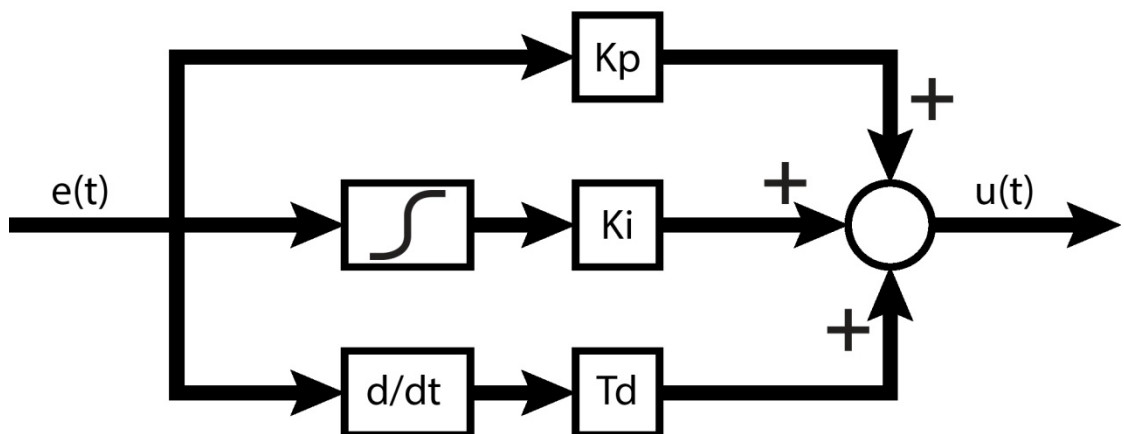 Kp
+
e(t)
∫
Ki
+
u(t)
d/dt
Td
+